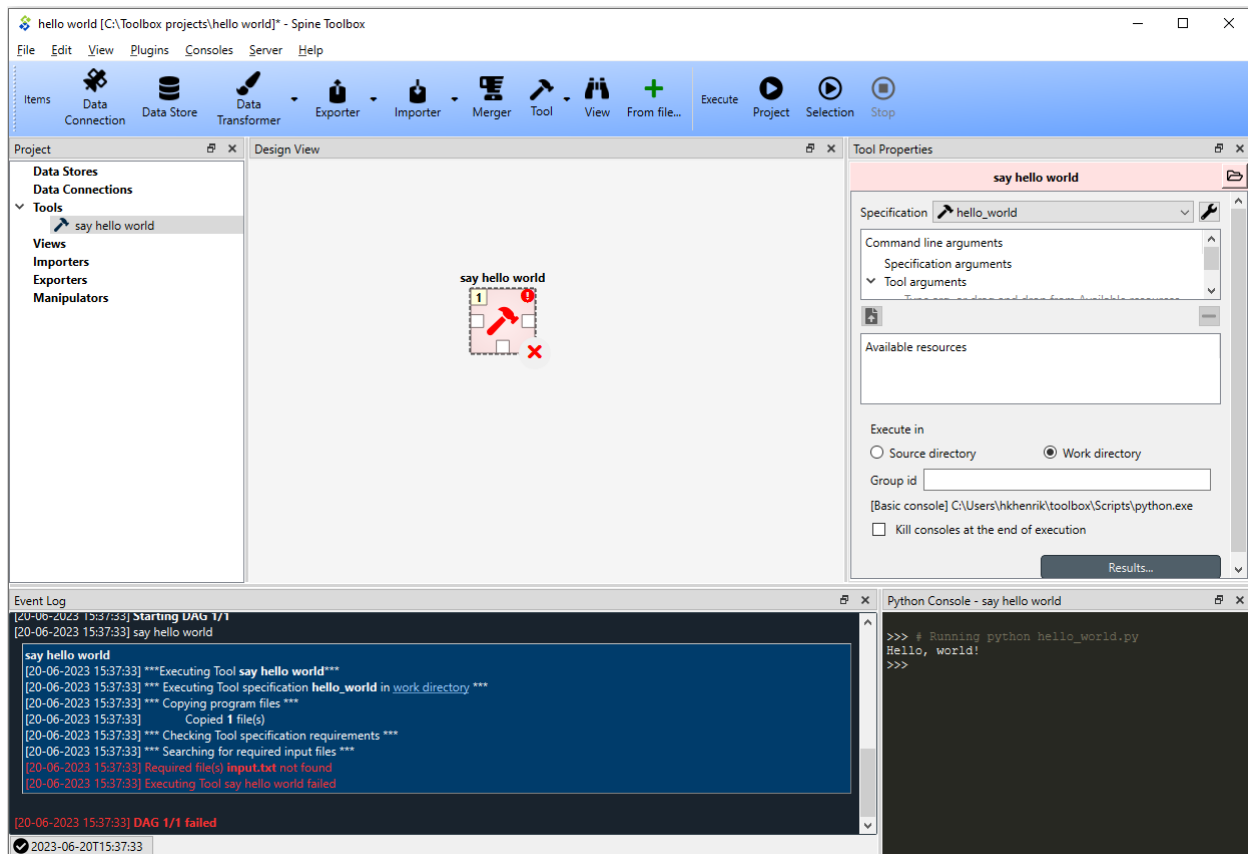 hello world [C:\Toolbox projects\hello world]* - Spine Toolbox
File Edit View Plugins Consoles Server Help
Items
Data Connection
Data Store
Data Transformer
Exporter
Importer
Merger
Tool
View
From file...
Execute
Project
Selection
Stop
Project
Data Stores
Data Connections
Tools
say hello world
Views
Importers
Exporters
Manipulators
Design View
say hello world
1
Tool Properties
say hello world
Specification hello_world
Command line arguments
Specification arguments
Tool arguments
Type arg, or drag and drop from Available resources...
Available resources
Execute in
Source directory
Work directory
Group id
[Basic console] C:\Users\hkhenrik\toolbox\Scripts\python.exe
Kill consoles at the end of execution
Results...
Event Log
[20-06-2023 15:37:33] Starting DAG 1/1
[20-06-2023 15:37:33] say hello world
say hello world
[20-06-2023 15:37:33] ***Executing Tool say hello world***
[20-06-2023 15:37:33] *** Executing Tool specification hello_world in work directory ***
[20-06-2023 15:37:33] *** Copying program files ***
[20-06-2023 15:37:33] Copied 1 file(s)
[20-06-2023 15:37:33] *** Checking Tool specification requirements ***
[20-06-2023 15:37:33] *** Searching for required input files ***
[20-06-2023 15:37:33] Required file(s) input.txt not found
[20-06-2023 15:37:33] Executing Tool say hello world failed
[20-06-2023 15:37:33] DAG 1/1 failed
2023-06-20T15:37:33
Python Console - say hello world
>>> # Running python hello_world.py
Hello, world!
>>>